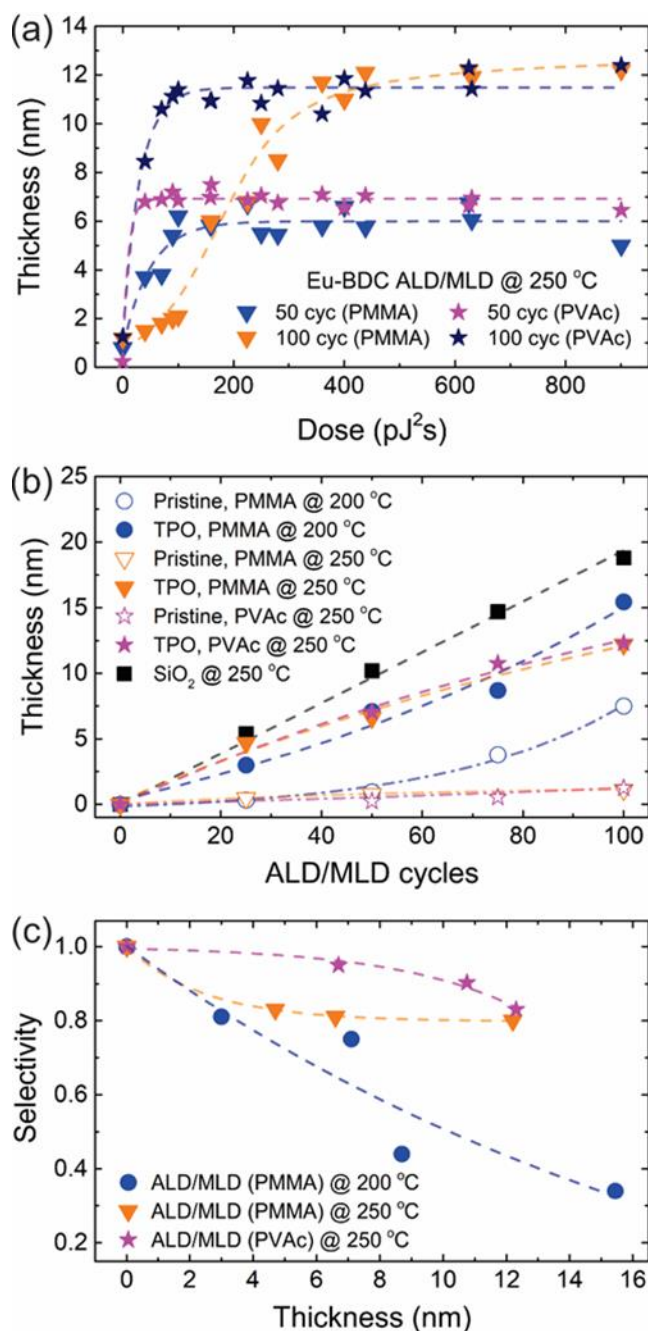 (a)
14
12
10
8
6
4
2
0
Thickness (nm)
Eu-BDC ALD/MLD @ 250 °C
50 cyc (PMMA) 50 cyc (PVAc)
100 cyc (PMMA) 100 cyc (PVAc)
0 200 400 600 800
Dose (pJ²s)
(b)
25
20
15
10
5
0
Thickness (nm)
Pristine, PMMA @ 200 °C
TPO, PMMA @ 200 °C
Pristine, PMMA @ 250 °C
TPO, PMMA @ 250 °C
Pristine, PVAc @ 250 °C
TPO, PVAc @ 250 °C
SiO₂ @ 250 °C
0 20 40 60 80 100
ALD/MLD cycles
(c)
1.0
0.8
0.6
0.4
0.2
Selectivity
ALD/MLD (PMMA) @ 200 °C
ALD/MLD (PMMA) @ 250 °C
ALD/MLD (PVAc) @ 250 °C
0 2 4 6 8 10 12 14 16
Thickness (nm)